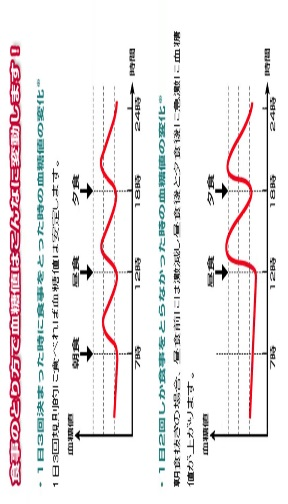 食事のとり方で血糖値はこんなに変動します！
・1日3回決まった時に食事をとった時の血糖値の変化*
1日3回規則的に食べれば血糖値は安定します。
血糖値
朝食
昼食
夕食
7時
12時
18時
24時
時間
・1日2回しか食事をとらなかった時の血糖値の変化*
朝食抜きの場合、昼食前には激減し昼食後と夕食後に急激に血糖
値が上がります。
血糖値
昼食
夕食
7時
12時
18時
24時
時間